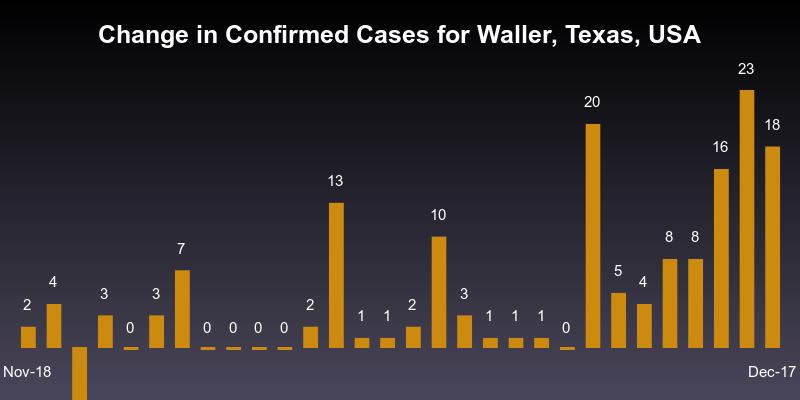 Change in Confirmed Cases for Waller, Texas, USA
2 4 3 0 3 7 0 0 0 0 2 13 1 1 2 10 3 1 1 1 0 20 5 4 8 8 16 23 18
Nov-18 Dec-17